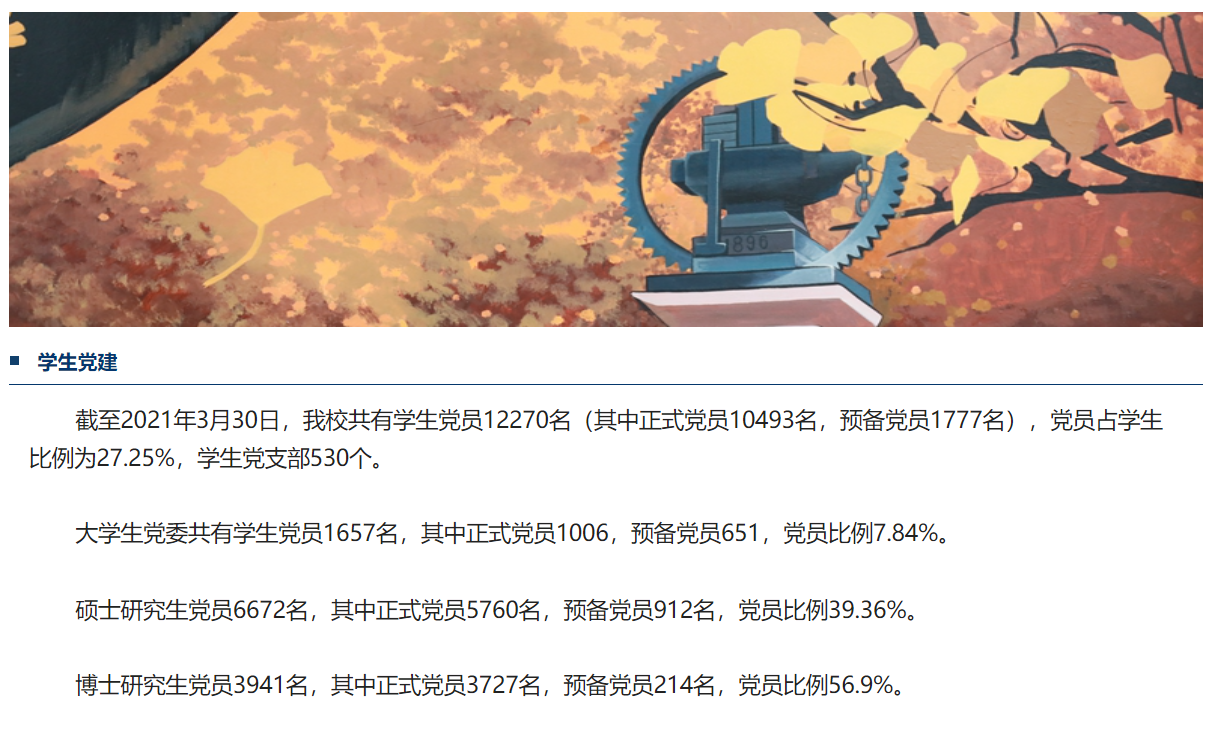 1896
学生党建
截至2021年3月30日，我校共有学生党员12270名（其中正式党员10493名，预备党员1777名），党员占学生
比例为27.25%，学生党支部530个。
大学生党委共有学生党员1657名，其中正式党员1006，预备党员651，党员比例7.84%。
硕士研究生党员6672名，其中正式党员5760名，预备党员912名，党员比例39.36%。
博士研究生党员3941名，其中正式党员3727名，预备党员214名，党员比例56.9%。